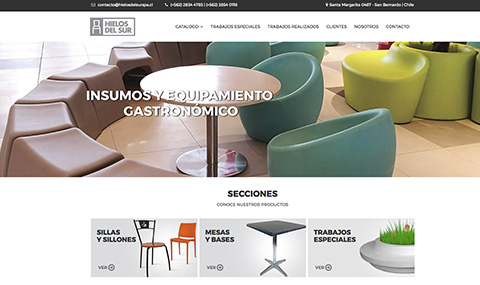 contacto@hielosdelsurspa.cl (+562) 2854 4785 | (+562) 2854 0118 Santa Margarita 0487 - San Bernardo | Chile
HIELOS
DEL SUR
CATALOGO TRABAJOS ESPECIALES TRABAJOS REALIZADOS CLIENTES NOSOTROS CONTACTO
INSUMOS Y EQUIPAMIENTO
GASTRONÓMICO
SECCIONES
CONOCE NUESTROS PRODUCTOS
SILLAS
Y SILLONES
VER
MESAS
Y BASES
VER
TRABAJOS
ESPECIALES
VER